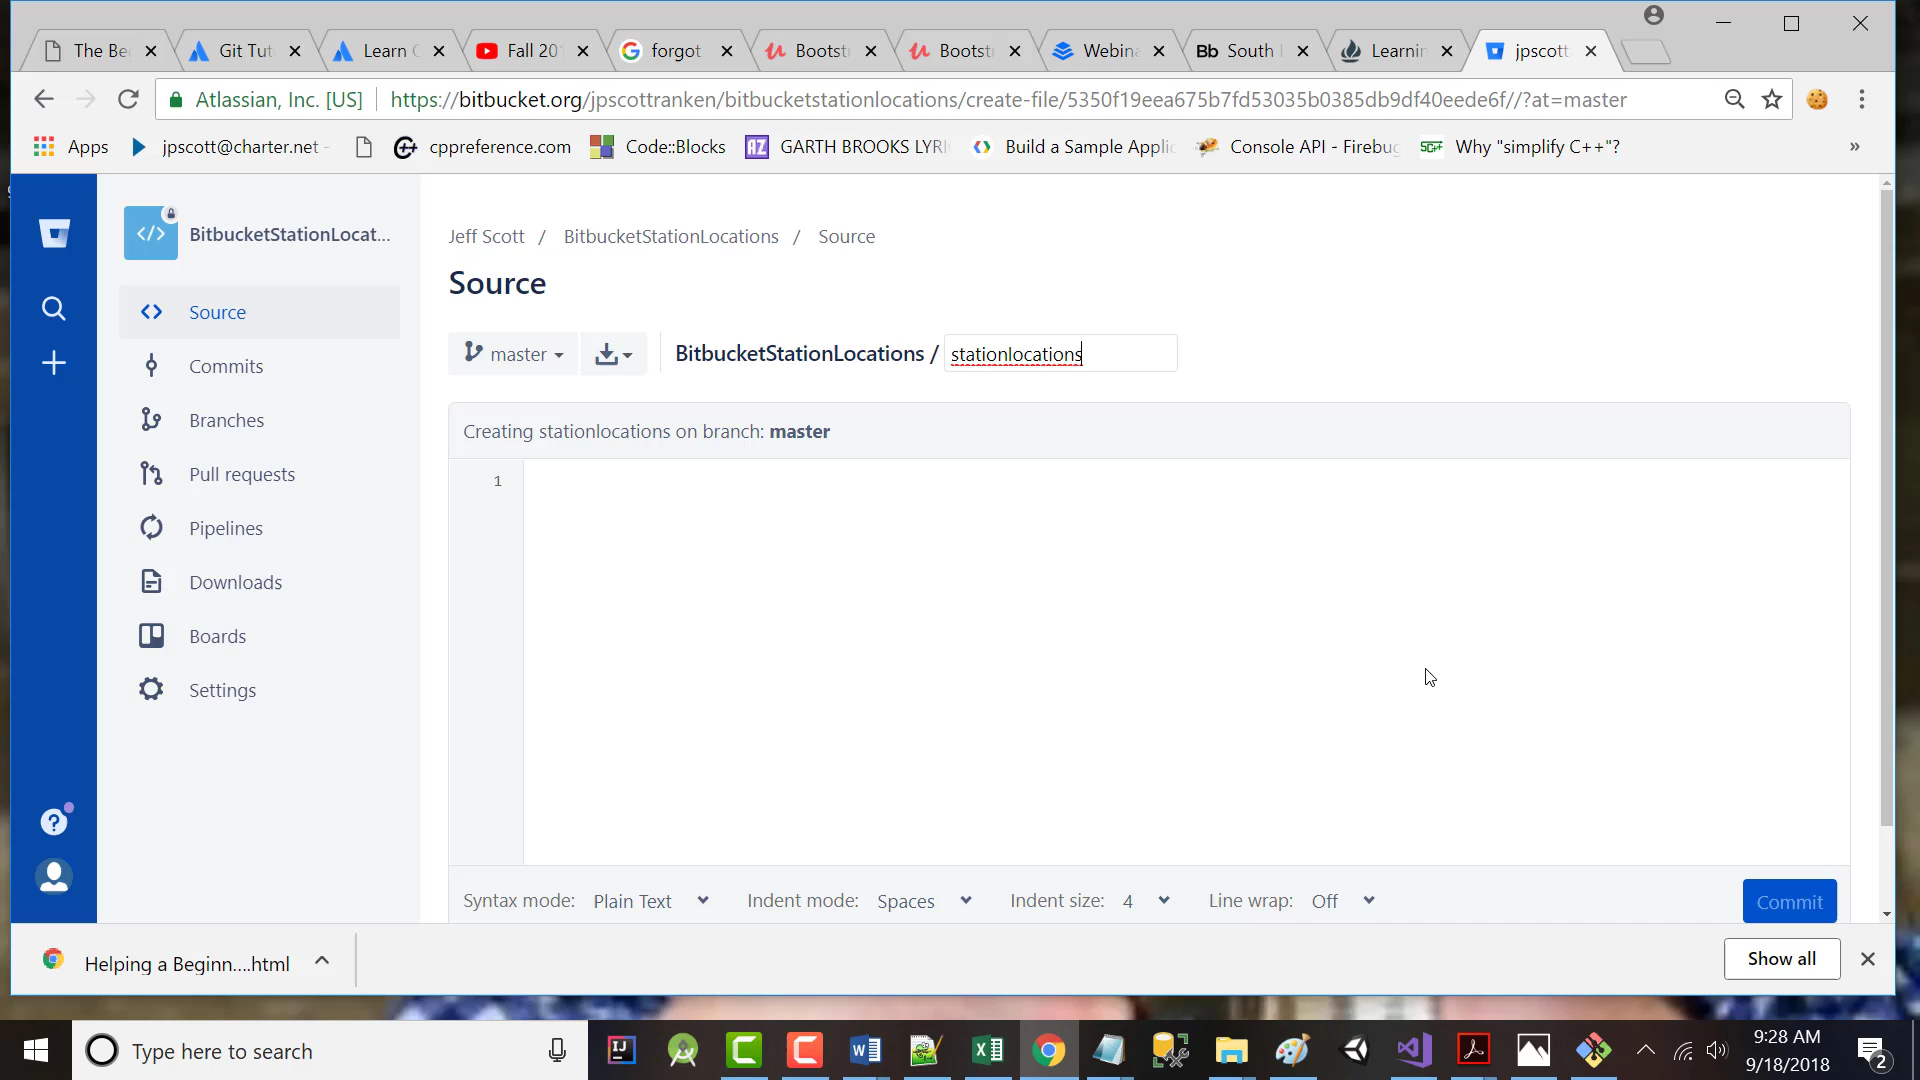 The Be
Git Tut
Learn
Fall 20
forgot
Bootst
Bootst
Webina
Bb South
Learnin
jpscott
Atlassian, Inc. [US]
https://bitbucket.org/jpscottranken/bitbucketstationlocations/create-file/5350f19eea675b7fd53035b0385db9df40eede6f//?at=master
Apps
jpscott@charter.net -
cppreference.com
Code::Blocks
AZ GARTH BROOKS LYRI
Build a Sample Applic
Console API - Firebug
Why "simplify C++"?
»
BitbucketStationLocat...
Source
Commits
Branches
Pull requests
Pipelines
Downloads
Boards
Settings
Jeff Scott / BitbucketStationLocations / Source
Source
master
BitbucketStationLocations / stationlocations
Creating stationlocations on branch: master
1
Syntax mode: Plain Text
Indent mode: Spaces
Indent size: 4
Line wrap: Off
Commit
Helping a Beginn....html
Show all
Type here to search
9:28 AM
9/18/2018
2